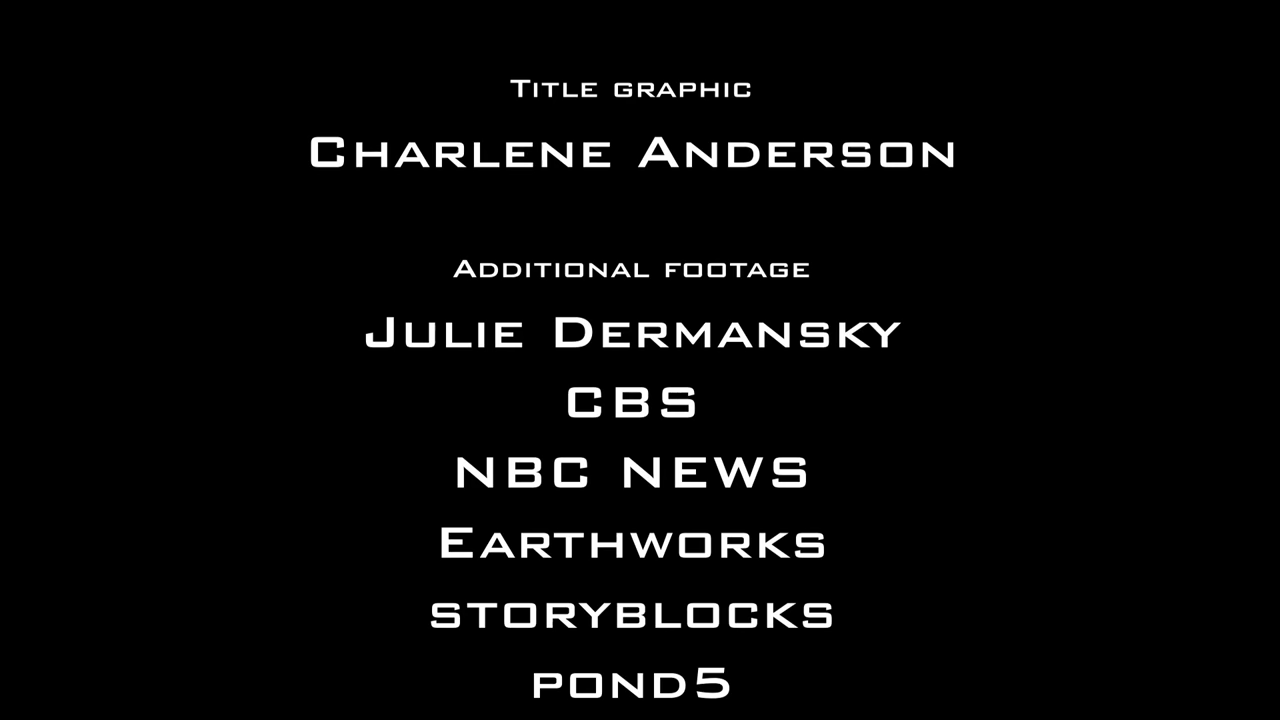 Title graphic
Charlene Anderson
Additional footage
Julie Dermansky
CBS
NBC NEWS
Earthworks
storyblocks
pond5